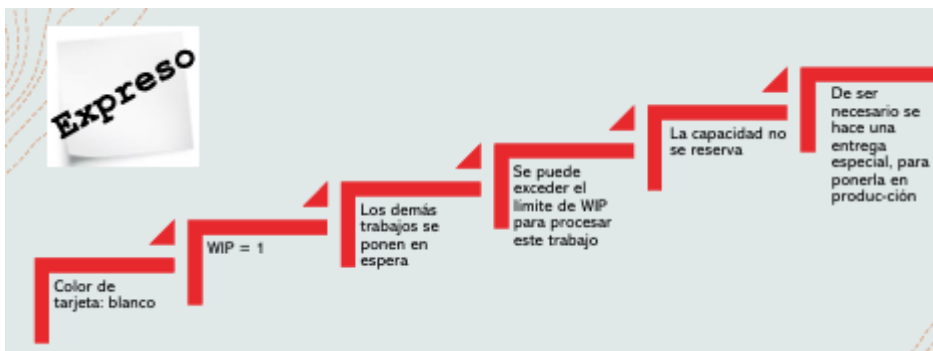 Expreso
Color de
tarjeta: blanco
WIP = 1
Los demás
trabajos se
ponen en
espera
Se puede
exceder el
límite de WIP
para procesar
este trabajo
La capacidad no
se reserva
De ser
necesario se
hace una
entrega
especial, para
ponerla en
produc-ción